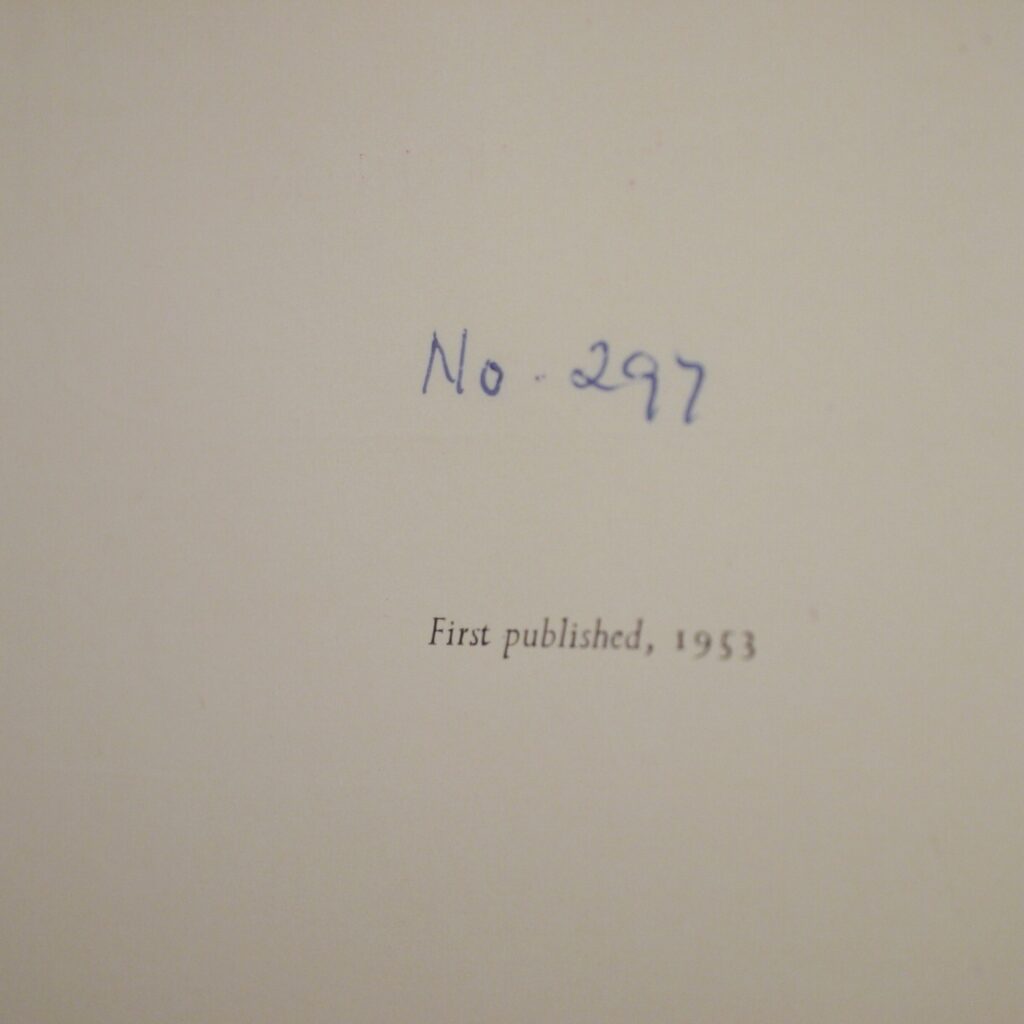 No. 297
First published, 1953